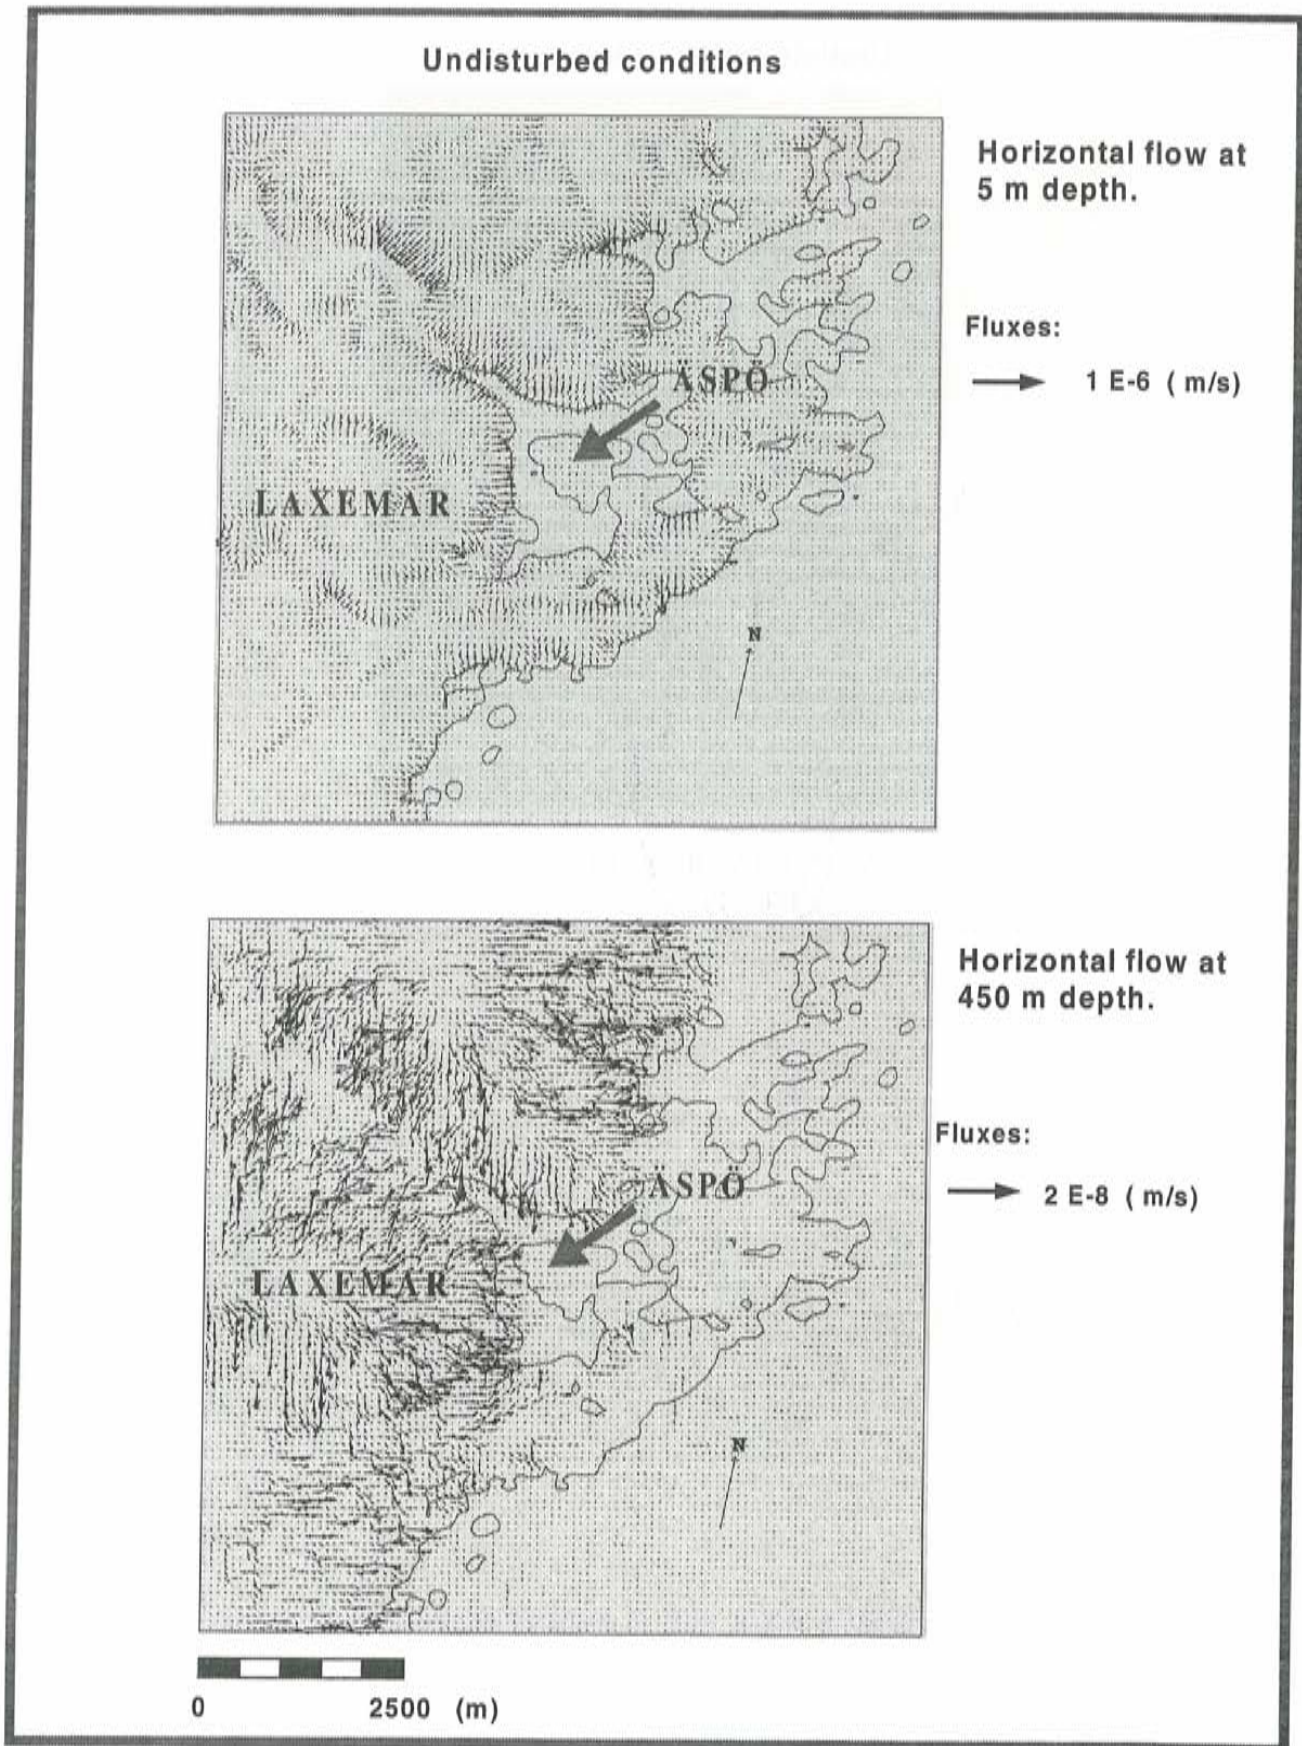 Undisturbed conditions
Horizontal flow at
5 m depth.
Fluxes:
1 E-6 ( m/s)
ÄSPÖ
LAXEMAR
N
Horizontal flow at
450 m depth.
Fluxes:
2 E-8 ( m/s)
ÄSPÖ
LAXEMAR
N
0 2500 (m)